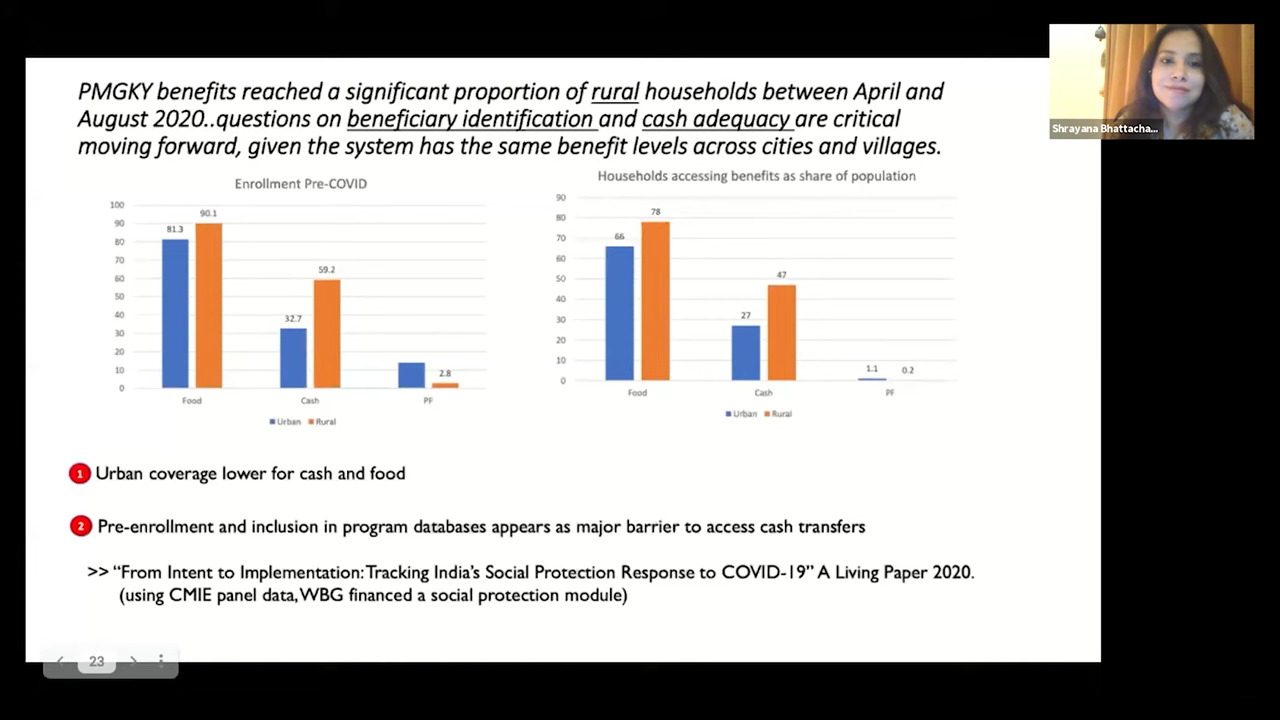 PMGKY benefits reached a significant proportion of rural households between April and
August 2020..questions on beneficiary identification and cash adequacy are critical
moving forward, given the system has the same benefit levels across cities and villages.
Shrayana Bhattacha...
Enrollment Pre-COVID
100
90
80
70
60
50
40
30
20
10
0
81.3
90.1
32.7
59.2
2.8
Food
Cash
PF
Urban
Rural
Households accessing benefits as share of population
90
80
70
60
50
40
30
20
10
0
66
78
27
47
1.1
0.2
Food
Cash
PF
Urban
Rural
1 Urban coverage lower for cash and food
2 Pre-enrollment and inclusion in program databases appears as major barrier to access cash transfers
>> “From Intent to Implementation: Tracking India’s Social Protection Response to COVID-19” A Living Paper 2020.
(using CMIE panel data, WBG financed a social protection module)
23